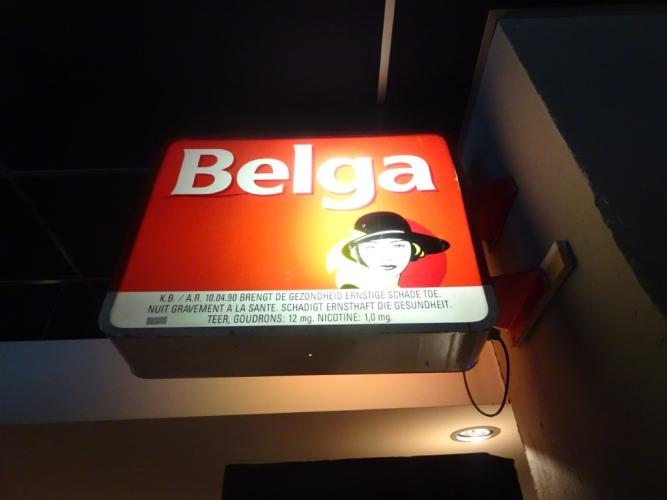 Belga
K.B. / A.R. 10.04.90 BRENGT DE GEZONDHEID ERNSTIGE SCHADE TOE.
NUIT GRAVEMENT A LA SANTE. SCHADIGT ERNSTHAFT DIE GESUNDHEIT.
TEER, GOUDRONS: 12 mg. NICOTINE: 1,0 mg.